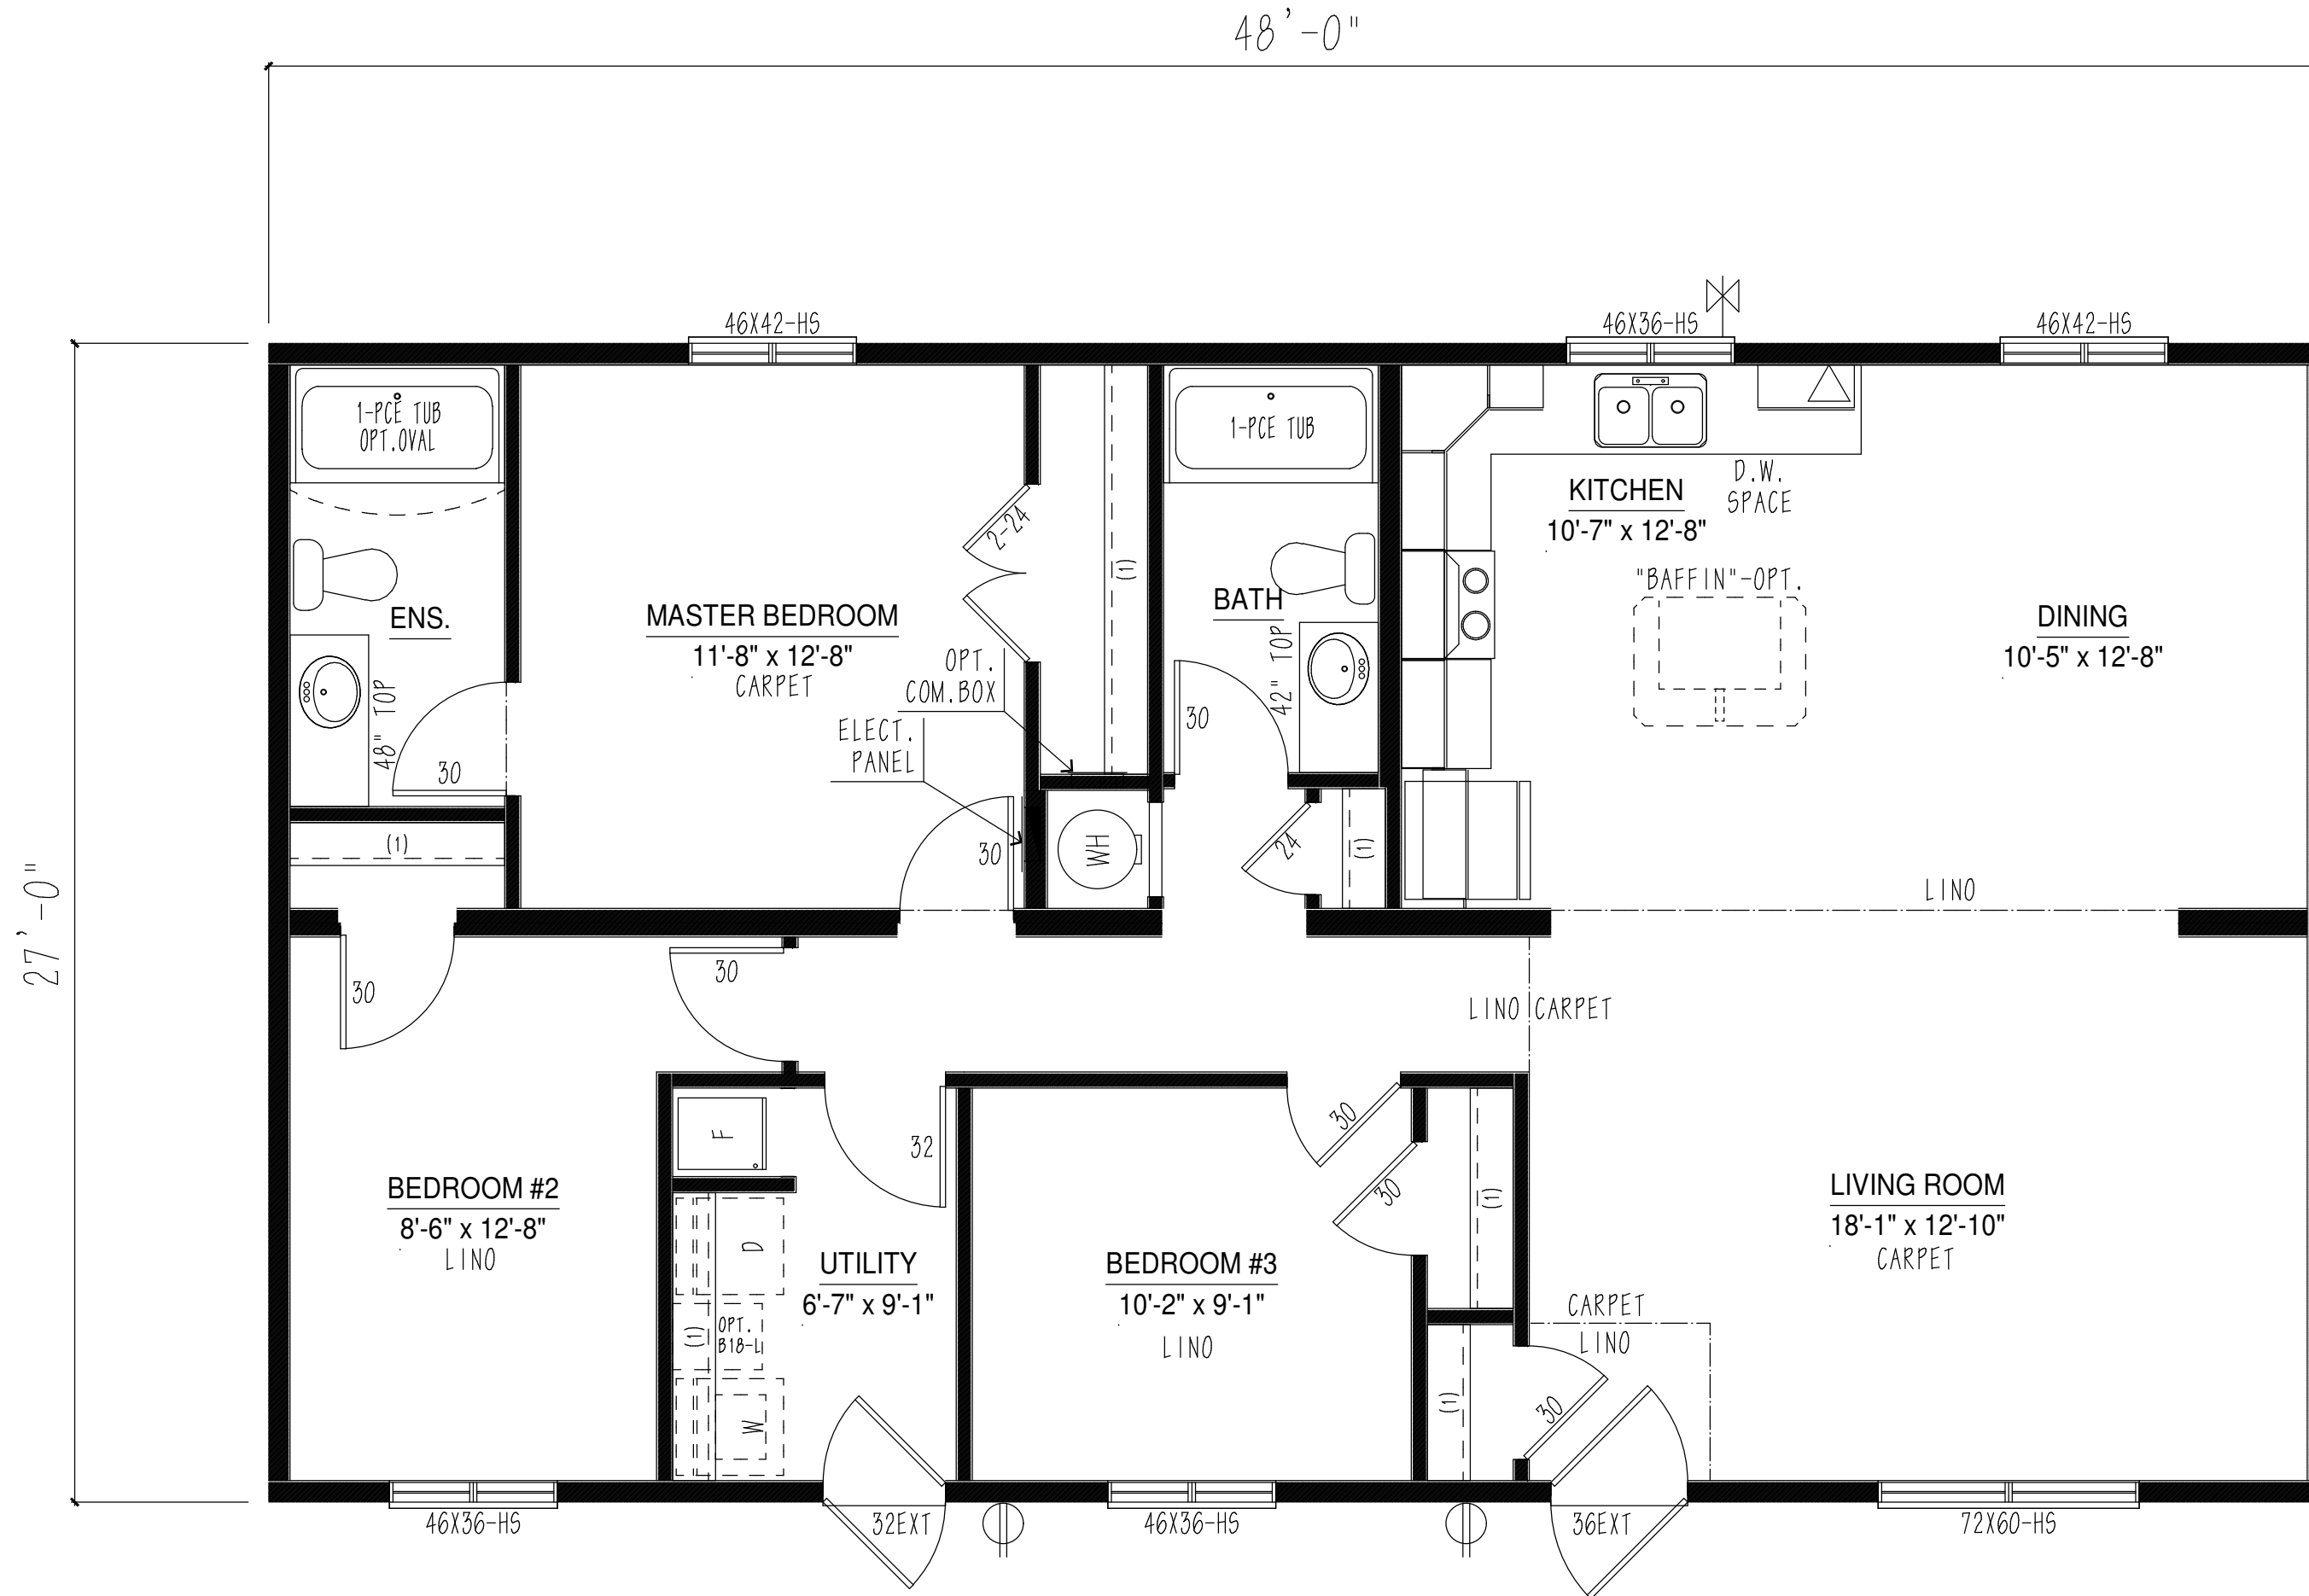 48'-0"
46X42-HS
46X36-HS
46X42-HS
1-PCE TUB
OPT.OVAL
1-PCE TUB
KITCHEN
10'-7" x 12'-8"
D.W.
SPACE
2-24
(1)
"BAFFIN"-OPT.
ENS.
MASTER BEDROOM
11'-8" x 12'-8"
CARPET
BATH
DINING
10'-5" x 12'-8"
OPT.
COM.BOX
42" TOP
48" TOP
30
ELECT.
PANEL
30
(1)
30
WH
24
(1)
27'-0"
LINO
30
30
LINO
CARPET
F
32
30
30
(1)
BEDROOM #2
8'-6" x 12'-8"
LINO
D
UTILITY
6'-7" x 9'-1"
BEDROOM #3
10'-2" x 9'-1"
LINO
LIVING ROOM
18'-1" x 12'-10"
CARPET
(1)
OPT.
B18-L
CARPET
LINO
W
(1)
30
46X36-HS
32EXT
46X36-HS
36EXT
72X60-HS